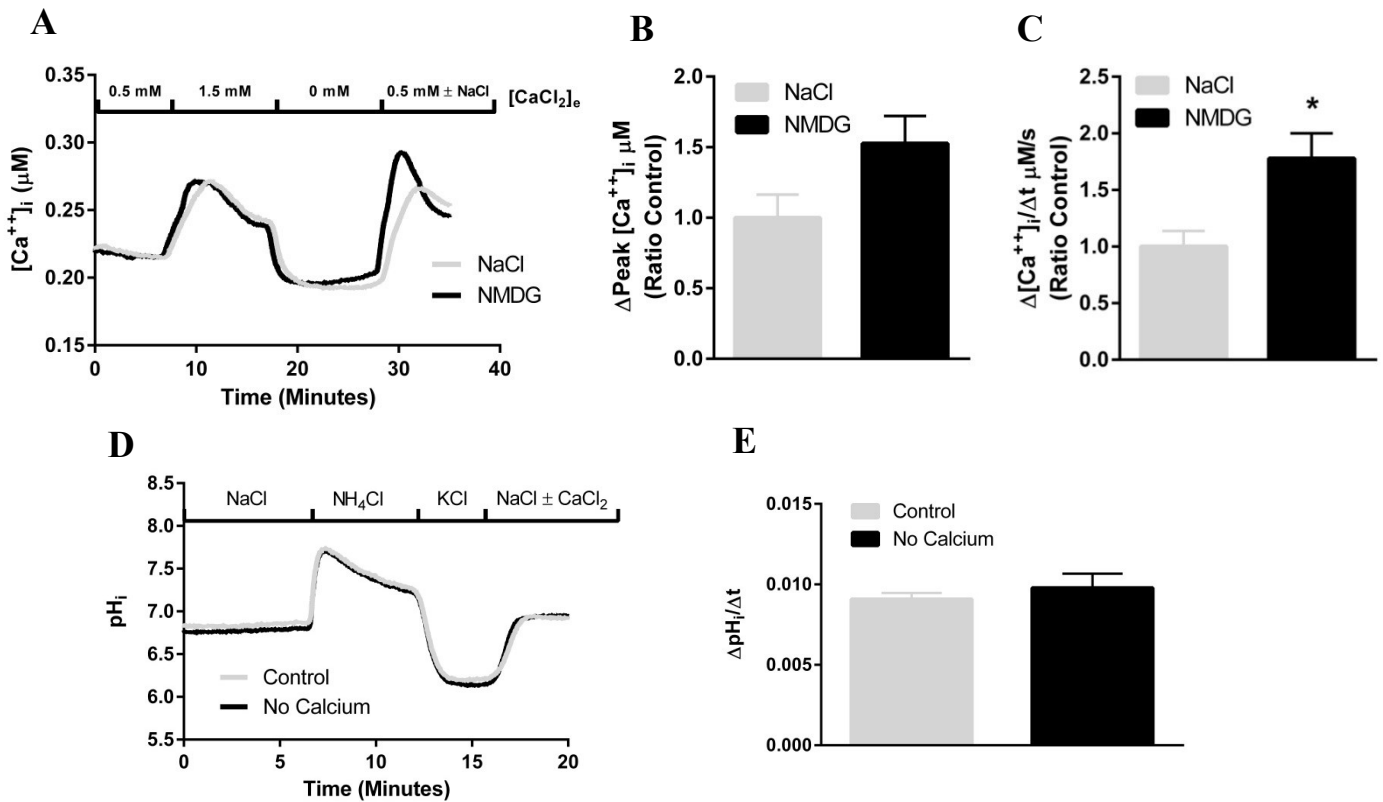 A
0.5 mM 1.5 mM 0 mM 0.5 mM ± NaCl [CaCl₂]ₑ
[Ca⁺⁺]ᵢ (μM)
0.35
0.30
0.25
0.20
0.15
NaCl
NMDG
0 10 20 30 40
Time (Minutes)
B
ΔPeak [Ca⁺⁺]ᵢ μM
(Ratio Control)
2.0
1.5
1.0
0.5
0.0
NaCl
NMDG
C
Δ[Ca⁺⁺]ᵢ/Δt μM/s
(Ratio Control)
2.5
2.0
1.5
1.0
0.5
0.0
NaCl
NMDG
*
D
NaCl NH₄Cl KCl NaCl ± CaCl₂
pHᵢ
8.5
8.0
7.5
7.0
6.5
6.0
5.5
Control
No Calcium
0 5 10 15 20
Time (Minutes)
E
ΔpHᵢ/Δt
0.015
0.010
0.005
0.000
Control
No Calcium